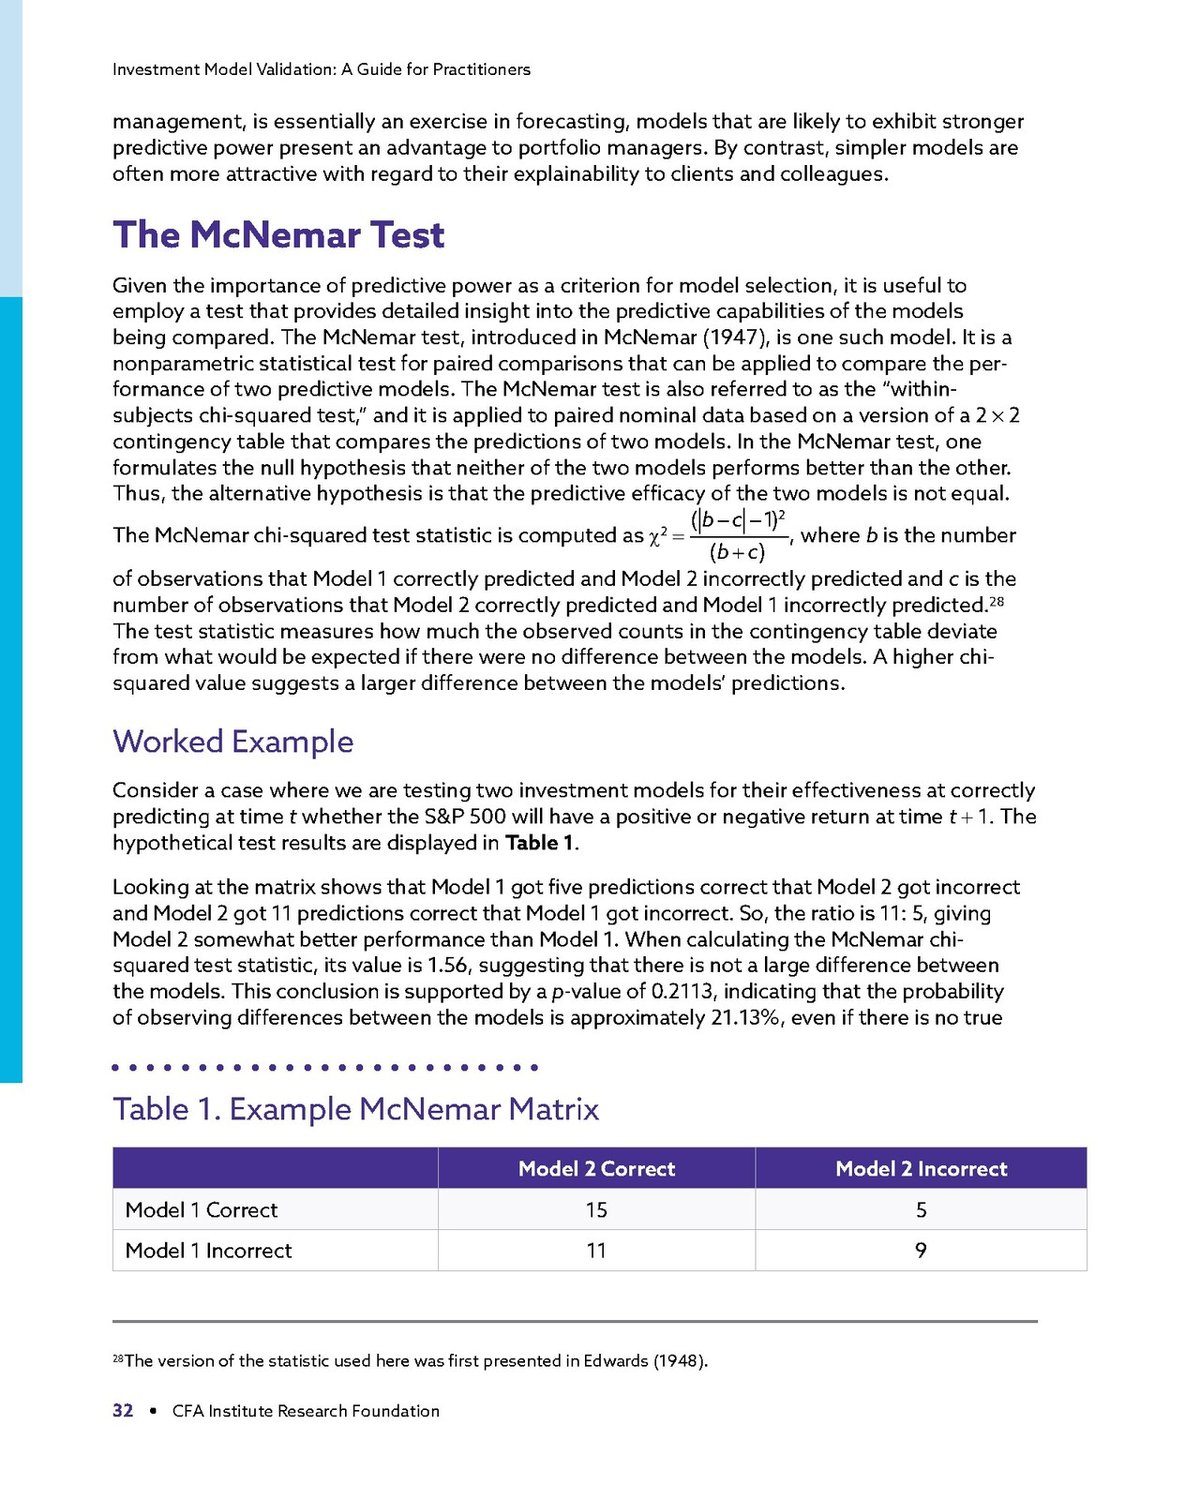 Investment Model Validation: A Guide for Practitioners
management, is essentially an exercise in forecasting, models that are likely to exhibit stronger
predictive power present an advantage to portfolio managers. By contrast, simpler models are
often more attractive with regard to their explainability to clients and colleagues.
The McNemar Test
Given the importance of predictive power as a criterion for model selection, it is useful to
employ a test that provides detailed insight into the predictive capabilities of the models
being compared. The McNemar test, introduced in McNemar (1947), is one such model. It is a
nonparametric statistical test for paired comparisons that can be applied to compare the per-
formance of two predictive models. The McNemar test is also referred to as the “within-
subjects chi-squared test,” and it is applied to paired nominal data based on a version of a 2 × 2
contingency table that compares the predictions of two models. In the McNemar test, one
formulates the null hypothesis that neither of the two models performs better than the other.
Thus, the alternative hypothesis is that the predictive efficacy of the two models is not equal.
The McNemar chi-squared test statistic is computed as χ² = (|b – c| – 1)² / (b + c), where b is the number
of observations that Model 1 correctly predicted and Model 2 incorrectly predicted and c is the
number of observations that Model 2 correctly predicted and Model 1 incorrectly predicted.²⁸
The test statistic measures how much the observed counts in the contingency table deviate
from what would be expected if there were no difference between the models. A higher chi-
squared value suggests a larger difference between the models’ predictions.
Worked Example
Consider a case where we are testing two investment models for their effectiveness at correctly
predicting at time t whether the S&P 500 will have a positive or negative return at time t + 1. The
hypothetical test results are displayed in Table 1.
Looking at the matrix shows that Model 1 got five predictions correct that Model 2 got incorrect
and Model 2 got 11 predictions correct that Model 1 got incorrect. So, the ratio is 11: 5, giving
Model 2 somewhat better performance than Model 1. When calculating the McNemar chi-
squared test statistic, its value is 1.56, suggesting that there is not a large difference between
the models. This conclusion is supported by a p-value of 0.2113, indicating that the probability
of observing differences between the models is approximately 21.13%, even if there is no true
Table 1. Example McNemar Matrix
Model 2 Correct Model 2 Incorrect
Model 1 Correct 15 5
Model 1 Incorrect 11 9
²⁸The version of the statistic used here was first presented in Edwards (1948).
32 • CFA Institute Research Foundation